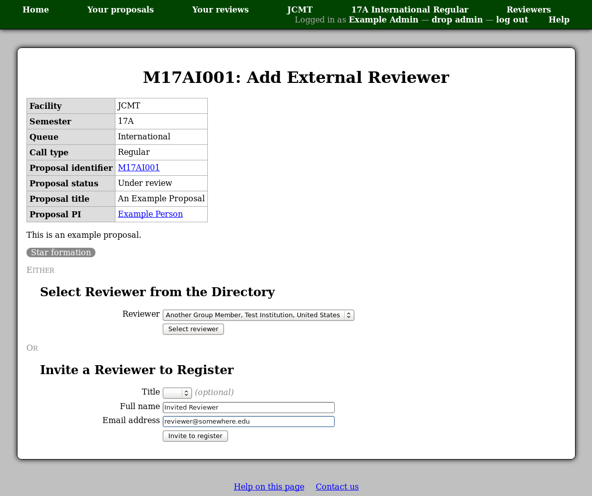 Home Your proposals Your reviews JCMT 17A International Regular Reviewers
Logged in as Example Admin — drop admin — log out Help
M17AI001: Add External Reviewer
Facility JCMT
Semester 17A
Queue International
Call type Regular
Proposal identifier M17AI001
Proposal status Under review
Proposal title An Example Proposal
Proposal PI Example Person
This is an example proposal.
Star formation
Either
Select Reviewer from the Directory
Reviewer Another Group Member, Test Institution, United States
Select reviewer
Or
Invite a Reviewer to Register
Title (optional)
Full name Invited Reviewer
Email address reviewer@somewhere.edu
Invite to register
Help on this page Contact us